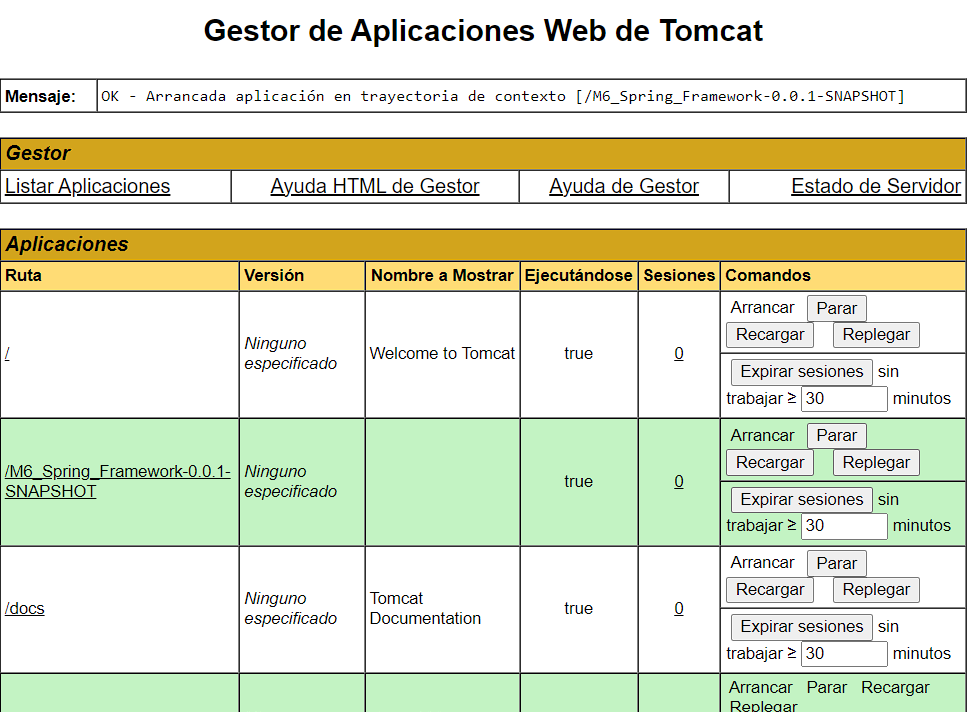 Gestor de Aplicaciones Web de Tomcat
Mensaje: OK - Arrancada aplicación en trayectoria de contexto [/M6_Spring_Framework-0.0.1-SNAPSHOT]
Gestor
Listar Aplicaciones Ayuda HTML de Gestor Ayuda de Gestor Estado de Servidor
Aplicaciones
Ruta Versión Nombre a Mostrar Ejecutándose Sesiones Comandos
/ Ninguno especificado Welcome to Tomcat true 0 Arrancar Parar
Recargar Replegar
Expirar sesiones sin
trabajar ≥ 30 minutos
/M6_Spring_Framework-0.0.1-
SNAPSHOT
Ninguno
especificado
true 0
Arrancar Parar
Recargar Replegar
Expirar sesiones sin
trabajar ≥ 30 minutos
/docs
Ninguno
especificado
Tomcat
Documentation
true 0
Arrancar Parar
Recargar Replegar
Expirar sesiones sin
trabajar ≥ 30 minutos
Arrancar Parar Recargar
Replegar